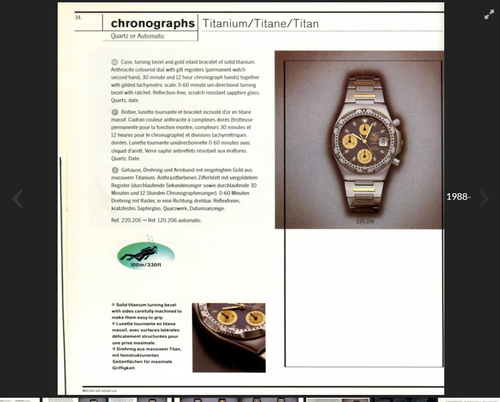 34.
chronographs Titanium/Titane/Titan
Quartz or Automatic
Case, turning bezel and gold inlaid bracelet of solid titanium.
Anthracite coloured dial with gilt registers (permanent watch
second hand, 30 minute and 12 hour chronograph hands) together
with gilded tachymetric scale. 0-60 minute uni-directional turning
bezel with ratchet. Reflection-free, scratch resistant sapphire glass.
Quartz, date.
Boîtier, lunette tournante et bracelet incrusté d'or en titane
massif. Cadran couleur anthracite à compteurs dorés (trotteuse
permanente pour la fonction montre, compteurs 30 minutes et
12 heures pour le chronographe) et divisions tachymétriques
dorées. Lunette tournante unidirectionnelle 0-60 minutes avec
cliquet d'arrêt. Verre saphir antireflets résistant aux éraflures.
Quartz. Date.
Gehäuse, Drehring und Armband mit eingelegtem Gold aus
massivem Titanium. Anthrazitfarbenes Zifferblatt mit vergoldetem
Register (durchlaufende Sekundenzeiger sowie durchlaufende 30
Minuten und 12 Stunden Chronographenzeiger). 0-60 Minuten
Drehring mit Raster, in eine Richtung drehbar. Reflexfreies,
kratzfestes Saphirglas. Quarzwerk, Datumsanzeige.
Ref. 220.206 — Ref. 120.206 automatic.
220.206
1988-
100m/330ft
Solid titanium turning bezel
with sides carefully machined to
make them easy to grip
Lunette tournante en titane
massif, avec surfaces latérales
délicatement structurées pour
une prise maximale.
Drehring aus massivem Titan,
mit feinstrukturierten
Seitenflächen für maximale
Griffigkeit.